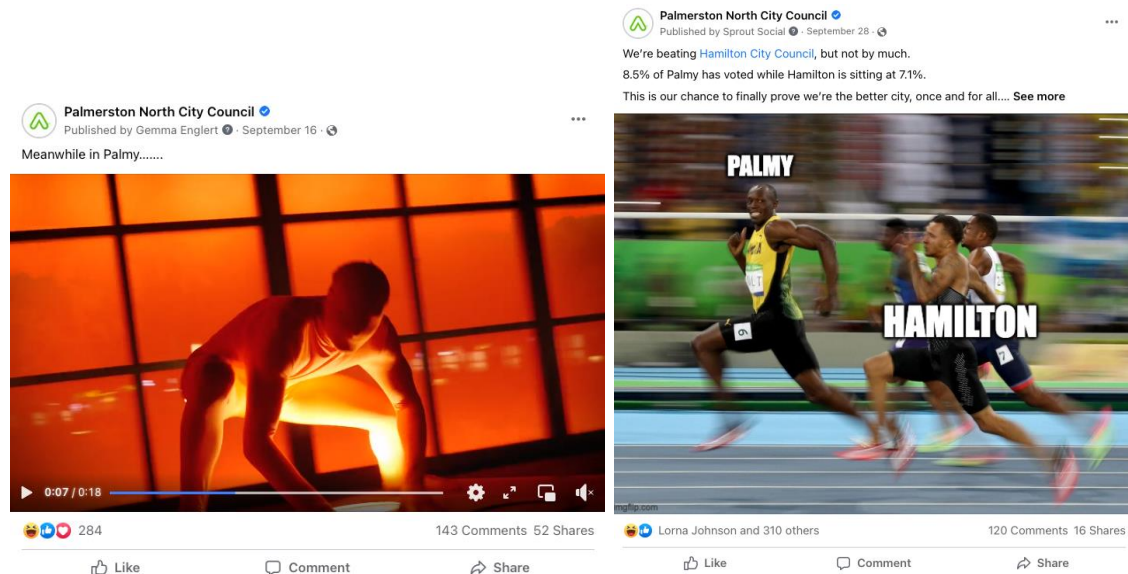 Palmerston North City Council
Published by Gemma Englert · September 16 ·
Meanwhile in Palmy.......
0:07 / 0:18
284
143 Comments 52 Shares
Like Comment Share
Palmerston North City Council
Published by Sprout Social · September 28 ·
We're beating Hamilton City Council, but not by much.
8.5% of Palmy has voted while Hamilton is sitting at 7.1%.
This is our chance to finally prove we're the better city, once and for all.... See more
PALMY
HAMILTON
6
7
imgflip.com
Lorna Johnson and 310 others
120 Comments 16 Shares
Like Comment Share